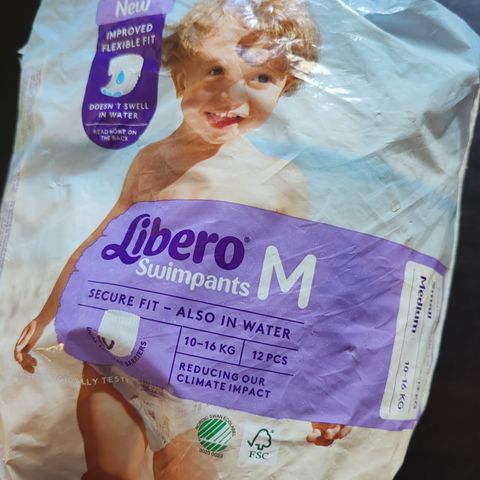 New
IMPROVED
FLEXIBLE FIT
DOESN'T SWELL
IN WATER
READ MORE ON
THE BACK
Libero®
Swimpants M
SECURE FIT – ALSO IN WATER
10–16 KG
12 PCS
REDUCING OUR
CLIMATE IMPACT
BARRIERS
Medium
10-16 KG
FSC